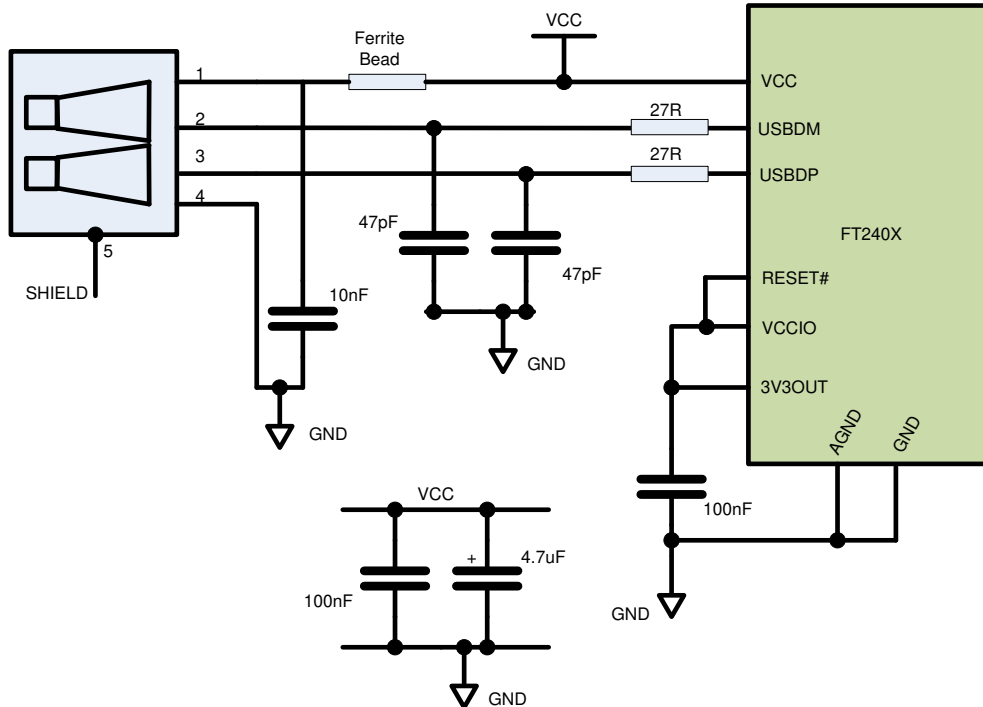 VCC
Ferrite
Bead
1
VCC
27R
2
USBDM
27R
3
USBDP
4
47pF
FT240X
5
47pF
SHIELD
10nF
RESET#
VCCIO
GND
3V3OUT
GND
AGND
GND
VCC
100nF
4.7uF
+
100nF
GND
GND